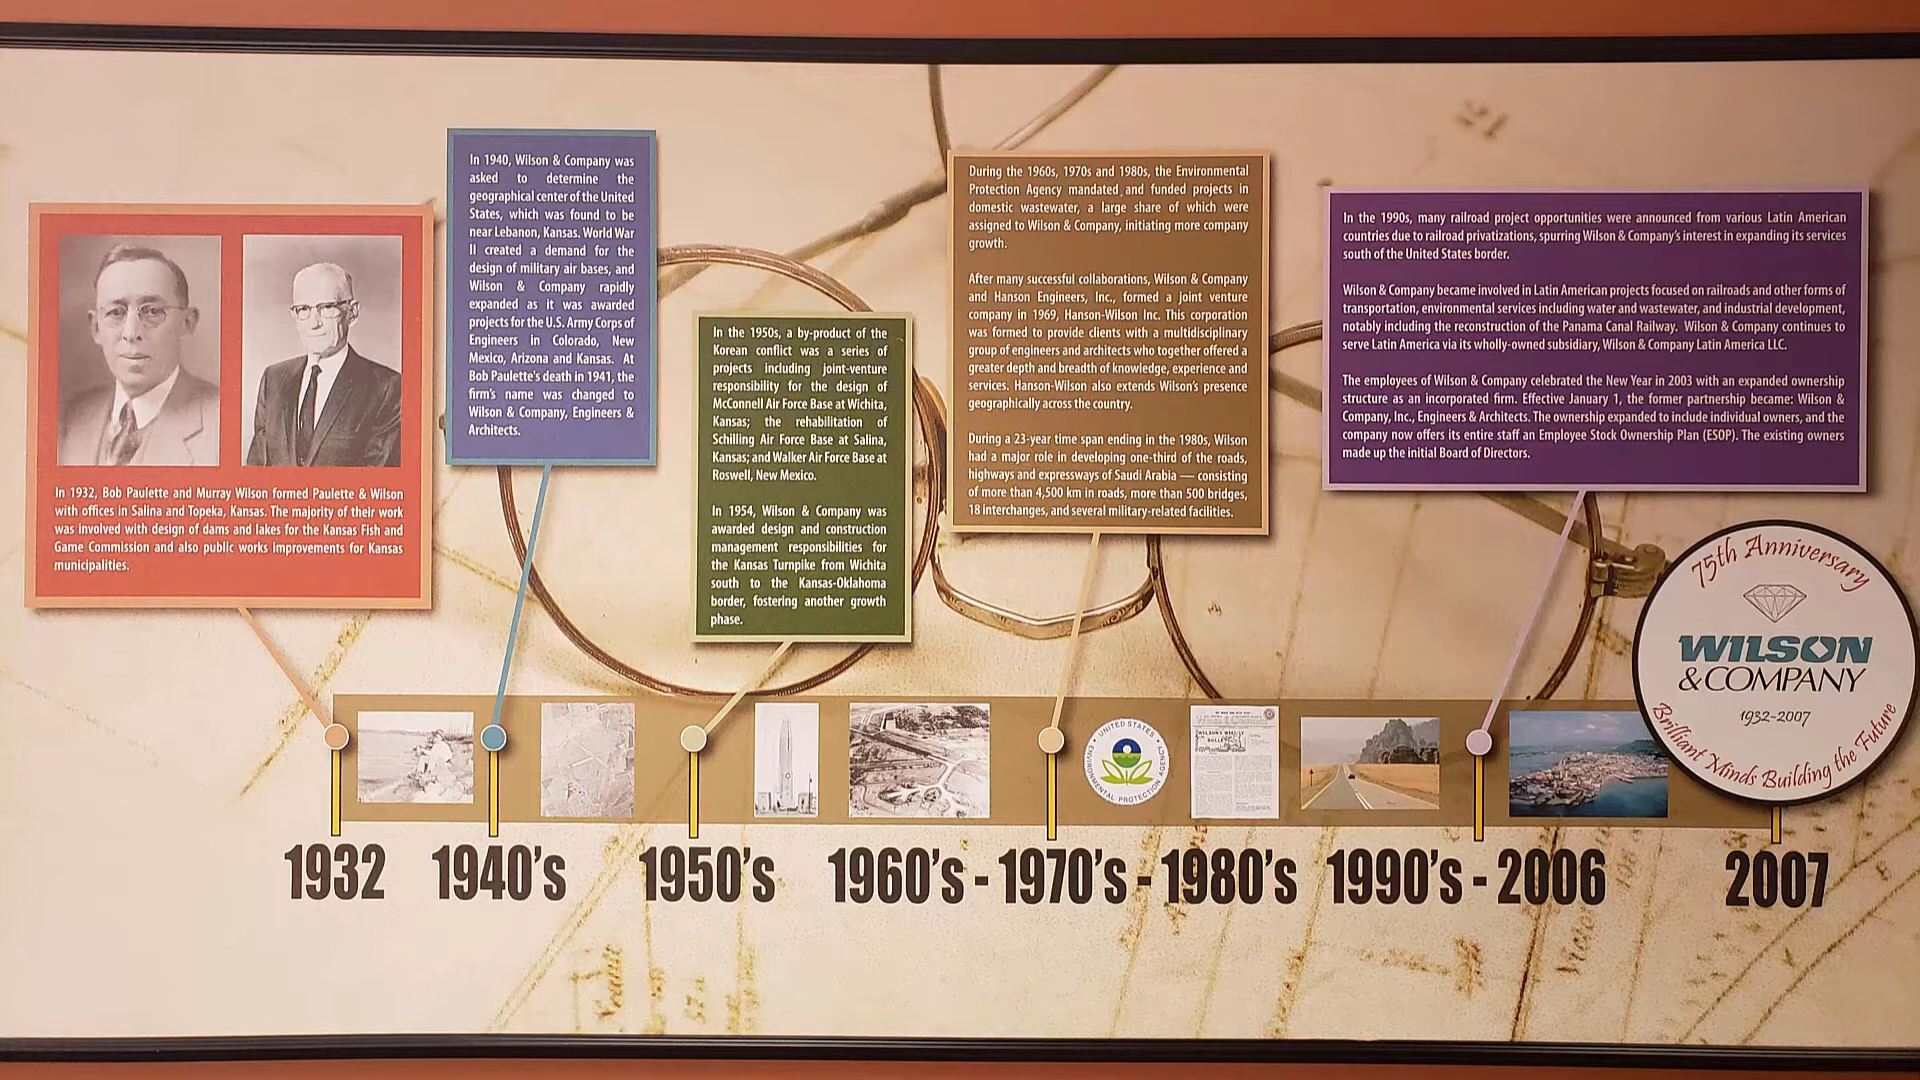 In 1932, Bob Paulette and Murray Wilson formed Paulette & Wilson
with offices in Salina and Topeka, Kansas. The majority of their work
was involved with design of dams and lakes for the Kansas Fish and
Game Commission and also public works improvements for Kansas
municipalities.
In 1940, Wilson & Company was
asked to determine the
geographical center of the United
States, which was found to be
near Lebanon, Kansas. World War
II created a demand for the
design of military air bases, and
Wilson & Company rapidly
expanded as it was awarded
projects for the U.S. Army Corps of
Engineers in Colorado, New
Mexico, Arizona and Kansas. At
Bob Paulette's death in 1941, the
firm's name was changed to
Wilson & Company, Engineers &
Architects.
In the 1950s, a by-product of the
Korean conflict was a series of
projects including joint-venture
responsibility for the design of
McConnell Air Force Base at Wichita,
Kansas; the rehabilitation of
Schilling Air Force Base at Salina,
Kansas; and Walker Air Force Base at
Roswell, New Mexico.
In 1954, Wilson & Company was
awarded design and construction
management responsibilities for
the Kansas Turnpike from Wichita
south to the Kansas-Oklahoma
border, fostering another growth
phase.
During the 1960s, 1970s and 1980s, the Environmental
Protection Agency mandated and funded projects in
domestic wastewater, a large share of which were
assigned to Wilson & Company, initiating more company
growth.
After many successful collaborations, Wilson & Company
and Hanson Engineers, Inc., formed a joint venture
company in 1969, Hanson-Wilson Inc. This corporation
was formed to provide clients with a multidisciplinary
group of engineers and architects who together offered a
greater depth and breadth of knowledge, experience and
services. Hanson-Wilson also extends Wilson's presence
geographically across the country.
During a 23-year time span ending in the 1980s, Wilson
had a major role in developing one-third of the roads,
highways and expressways of Saudi Arabia — consisting
of more than 4,500 km in roads, more than 500 bridges,
18 interchanges, and several military-related facilities.
In the 1990s, many railroad project opportunities were announced from various Latin American
countries due to railroad privatizations, spurring Wilson & Company's interest in expanding its services
south of the United States border.
Wilson & Company became involved in Latin American projects focused on railroads and other forms of
transportation, environmental services including water and wastewater, and industrial development,
notably including the reconstruction of the Panama Canal Railway. Wilson & Company continues to
serve Latin America via its wholly-owned subsidiary, Wilson & Company Latin America LLC.
The employees of Wilson & Company celebrated the New Year in 2003 with an expanded ownership
structure as an incorporated firm. Effective January 1, the former partnership became: Wilson &
Company, Inc., Engineers & Architects. The ownership expanded to include individual owners, and the
company now offers its entire staff an Employee Stock Ownership Plan (ESOP). The existing owners
made up the initial Board of Directors.
75th Anniversary
WILSON
& COMPANY
1932-2007
Brilliant Minds Building the Future
UNITED STATES
ENVIRONMENTAL PROTECTION AGENCY
WILSON'S WEEKLY
BULLET
1932
1940's
1950's
1960's - 1970's - 1980's
1990's - 2006
2007